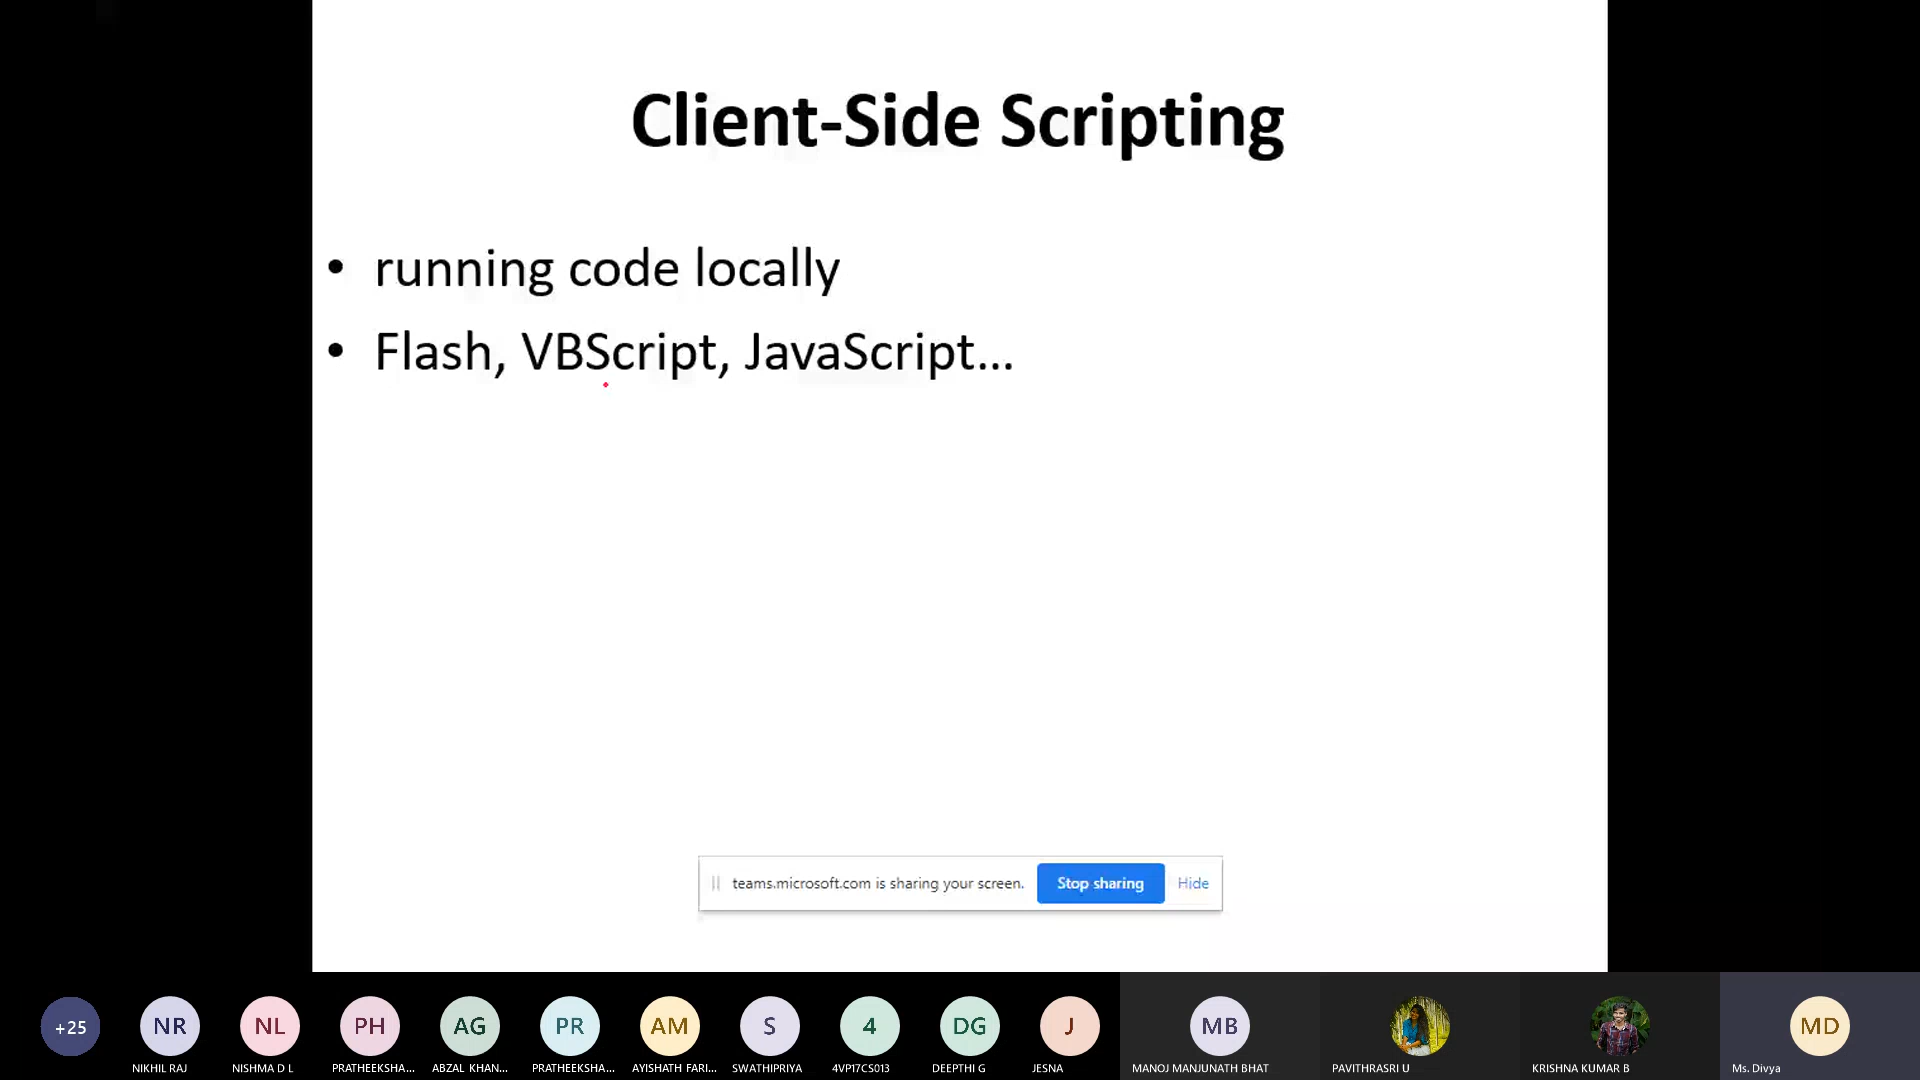 Client-Side Scripting
• running code locally
• Flash, VBScript, JavaScript...
teams.microsoft.com is sharing your screen. Stop sharing Hide
+25 NR NL PH AG PR AM S 4 DG J MB MD
NIKHIL RAJ NISHMA D L PRATHEEKSHA... ABZAL KHAN... PRATHEEKSHA... AYISHATH FARI... SWATHIPRIYA 4VP17CS013 DEEPTHI G JESNA MANOJ MANJUNATH BHAT PAVITHRASRI U KRISHNA KUMAR B Ms. Divya